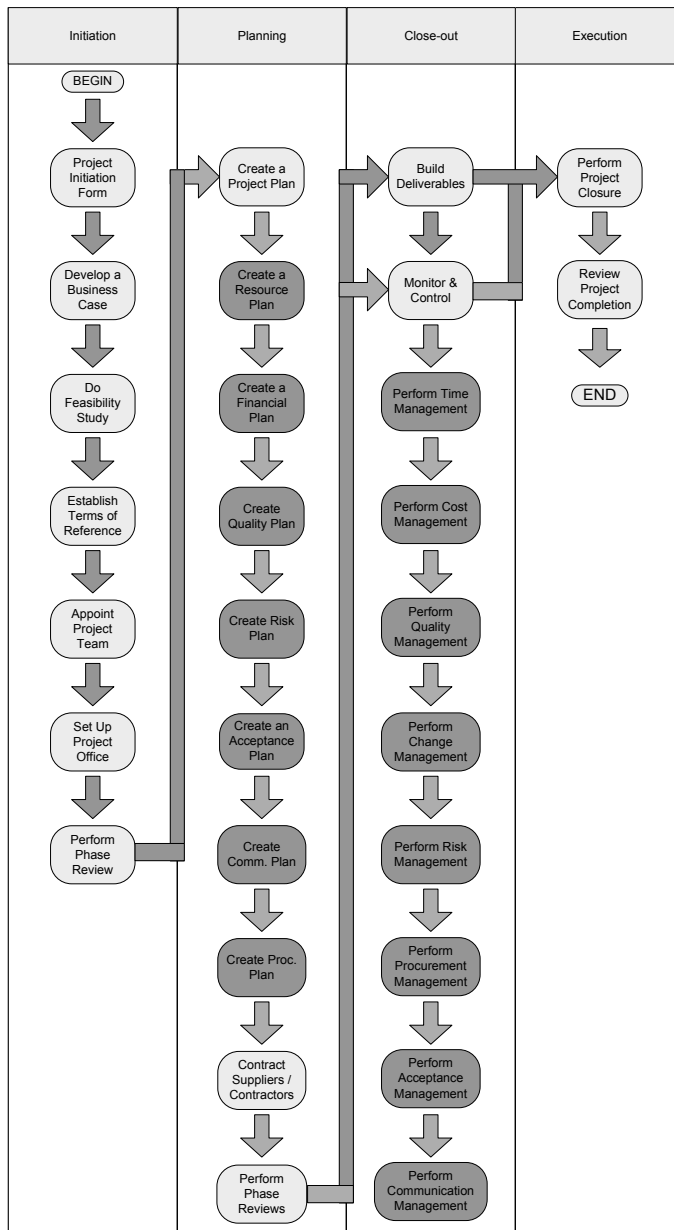 Initiation
Planning
Close-out
Execution
BEGIN
Project
Initiation
Form
Develop a
Business
Case
Do
Feasibility
Study
Establish
Terms of
Reference
Appoint
Project
Team
Set Up
Project
Office
Perform
Phase
Review
Create a
Project Plan
Create a
Resource
Plan
Create a
Financial
Plan
Create
Quality Plan
Create Risk
Plan
Create an
Acceptance
Plan
Create
Comm. Plan
Create Proc.
Plan
Contract
Suppliers /
Contractors
Perform
Phase
Reviews
Build
Deliverables
Monitor &
Control
Perform Time
Management
Perform Cost
Management
Perform
Quality
Management
Perform
Change
Management
Perform Risk
Management
Perform
Procurement
Management
Perform
Acceptance
Management
Perform
Communication
Management
Perform
Project
Closure
Review
Project
Completion
END